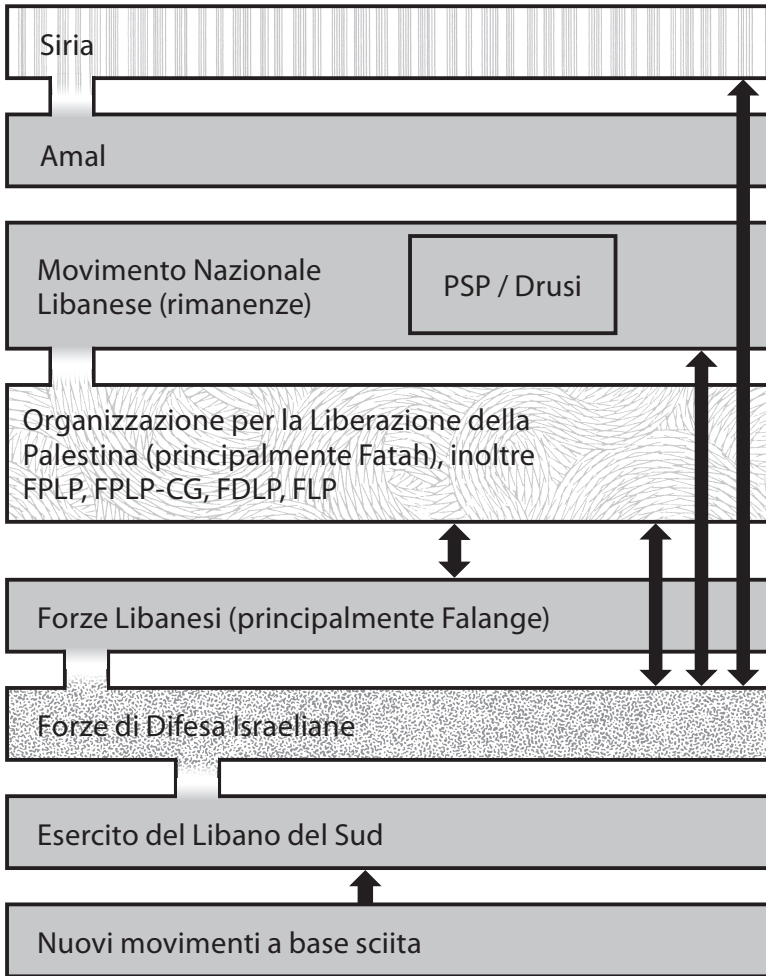 Siria
Amal
Movimento Nazionale
Libanese (rimanenze)
PSP / Drusi
Organizzazione per la Liberazione della
Palestina (principalmente Fatah), inoltre
FPLP, FPLP-CG, FDLP, FLP
Forze Libanesi (principalmente Falange)
Forze di Difesa Israeliane
Esercito del Libano del Sud
Nuovi movimenti a base sciita